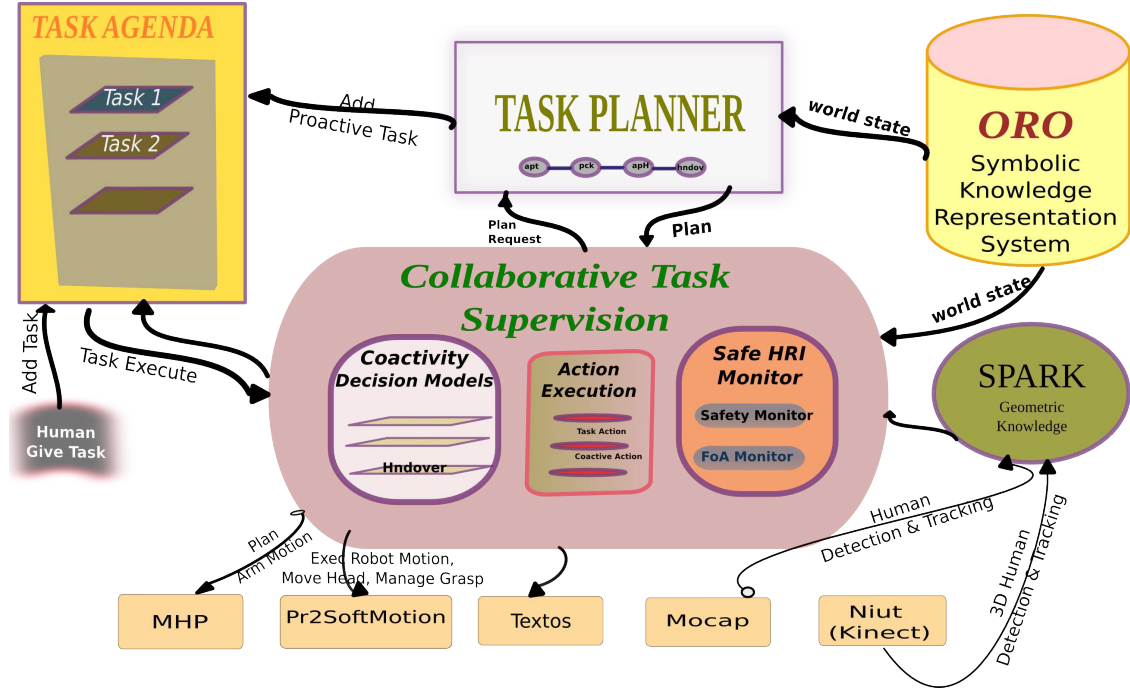 TASK AGENDA
Task 1
Task 2
Add
Proactive Task
TASK PLANNER
apt
pck
apH
hndov
world state
ORO
Symbolic
Knowledge
Representation
System
Plan
Request
Plan
world state
Add Task
Task Execute
Human
Give Task
Collaborative Task
Supervision
Coactivity
Decision Models
Hndover
Action
Execution
Task Action
Coactive Action
Safe HRI
Monitor
Safety Monitor
FoA Monitor
SPARK
Geometric
Knowledge
Plan
Arm Motion
Exec Robot Motion,
Move Head, Manage Grasp
Human
Detection & Tracking
3D Human
Detection & Tracking
MHP
Pr2SoftMotion
Textos
Mocap
Niut
(Kinect)